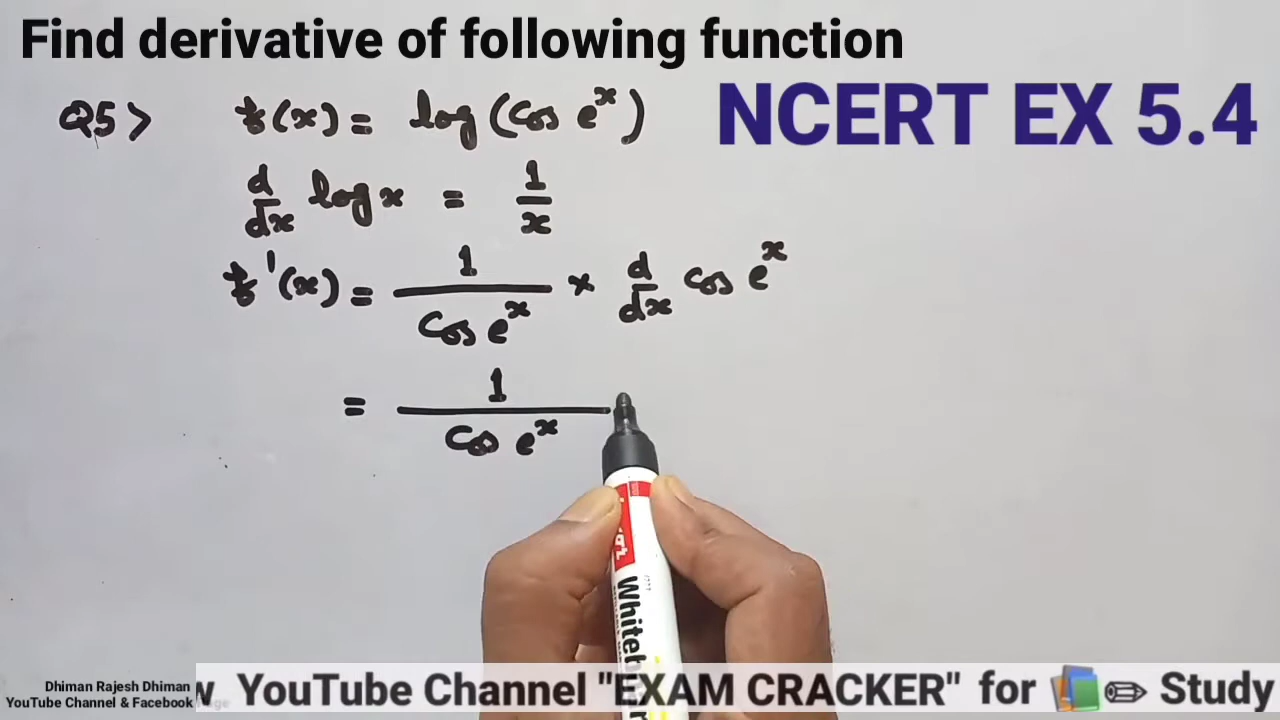 Find derivative of following function
NCERT EX 5.4
Q5> f(x) = log(cos e^x)
d/dx log x = 1/x
f'(x) = 1/cos e^x × d/dx cos e^x
= 1/cos e^x
Whiteb
Dhiman Rajesh Dhiman
YouTube Channel & Facebook
YouTube Channel "EXAM CRACKER" for 📚✏ Study